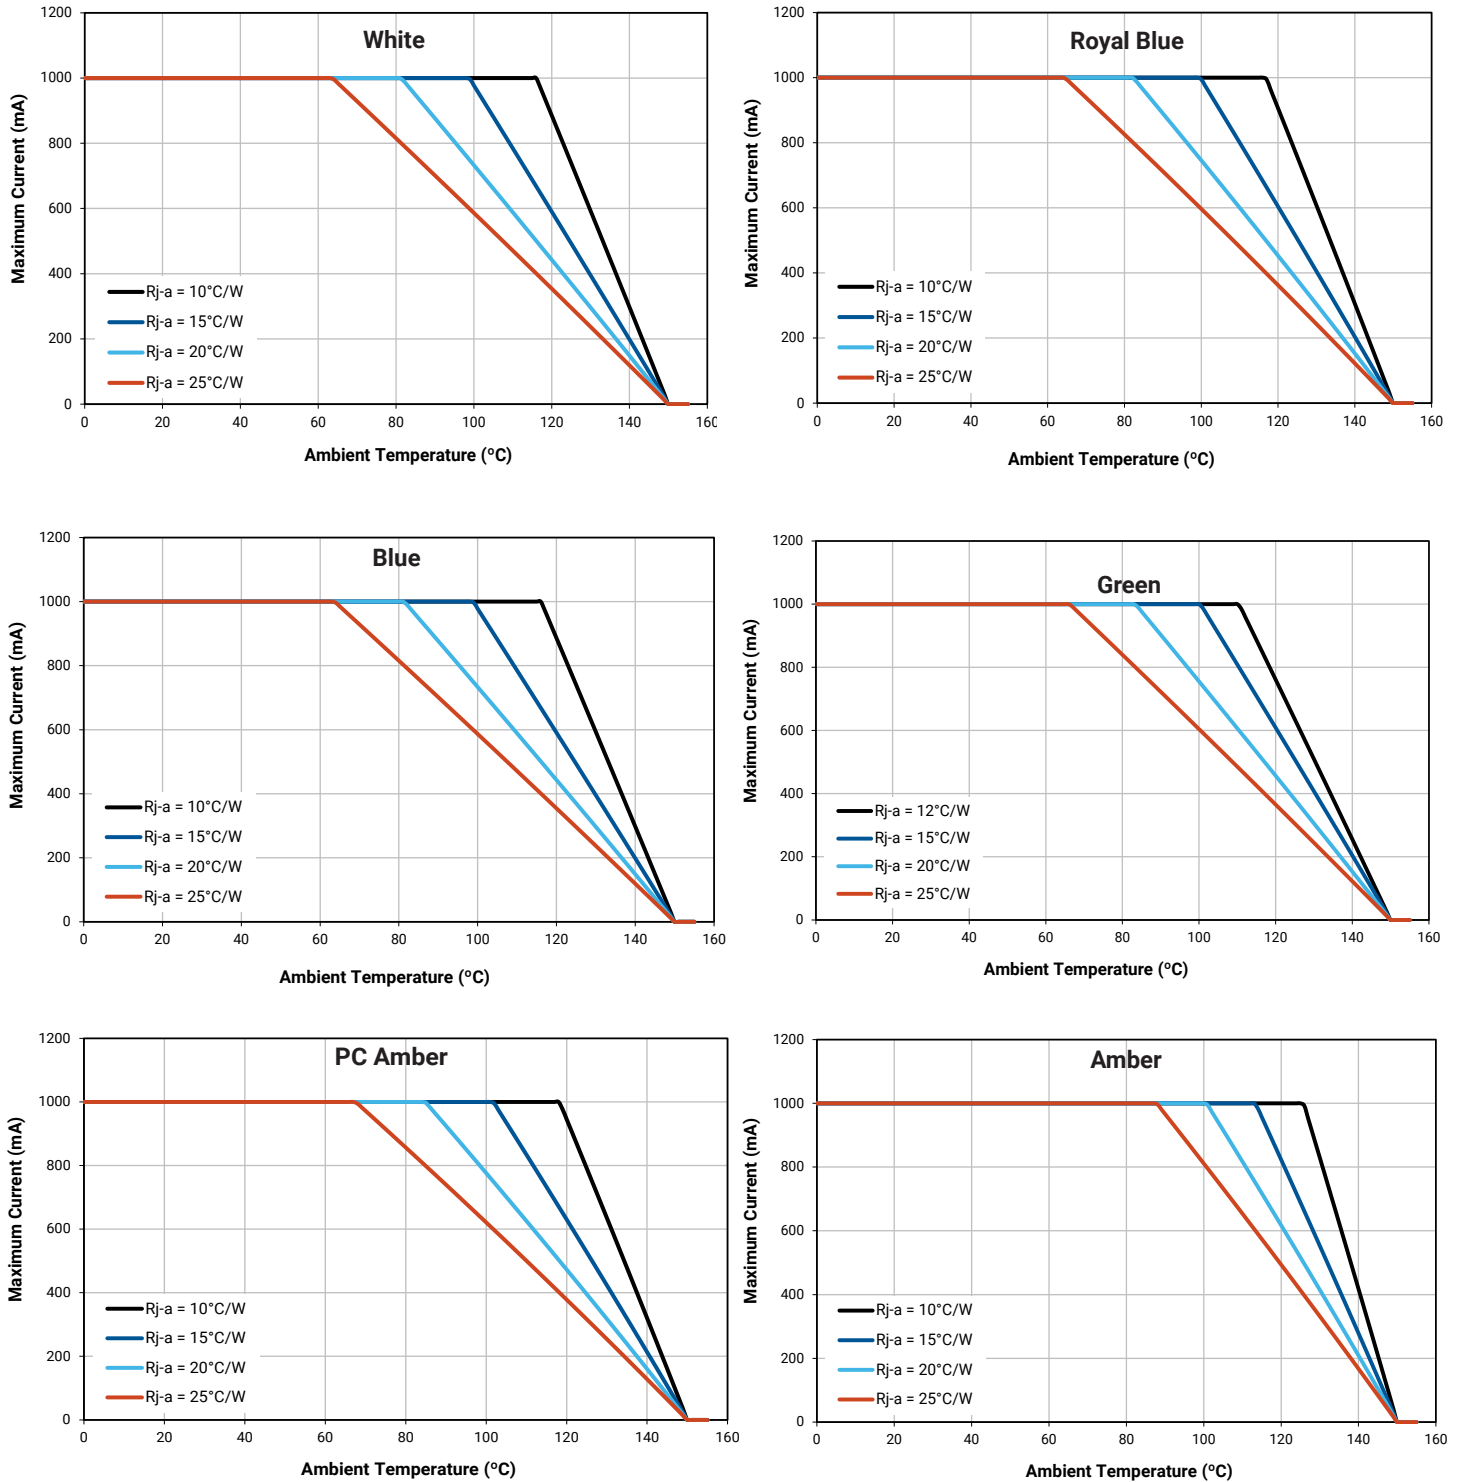 White
Maximum Current (mA)
1200
1000
800
600
400
200
0
Rj-a = 10°C/W
Rj-a = 15°C/W
Rj-a = 20°C/W
Rj-a = 25°C/W
0 20 40 60 80 100 120 140 160
Ambient Temperature (ºC)
Royal Blue
Maximum Current (mA)
1200
1000
800
600
400
200
0
Rj-a = 10°C/W
Rj-a = 15°C/W
Rj-a = 20°C/W
Rj-a = 25°C/W
0 20 40 60 80 100 120 140 160
Ambient Temperature (ºC)
Blue
Maximum Current (mA)
1200
1000
800
600
400
200
0
Rj-a = 10°C/W
Rj-a = 15°C/W
Rj-a = 20°C/W
Rj-a = 25°C/W
0 20 40 60 80 100 120 140 160
Ambient Temperature (ºC)
Green
Maximum Current (mA)
1200
1000
800
600
400
200
0
Rj-a = 12°C/W
Rj-a = 15°C/W
Rj-a = 20°C/W
Rj-a = 25°C/W
0 20 40 60 80 100 120 140 160
Ambient Temperature (ºC)
PC Amber
Maximum Current (mA)
1200
1000
800
600
400
200
0
Rj-a = 10°C/W
Rj-a = 15°C/W
Rj-a = 20°C/W
Rj-a = 25°C/W
0 20 40 60 80 100 120 140 160
Ambient Temperature (ºC)
Amber
Maximum Current (mA)
1200
1000
800
600
400
200
0
Rj-a = 10°C/W
Rj-a = 15°C/W
Rj-a = 20°C/W
Rj-a = 25°C/W
0 20 40 60 80 100 120 140 160
Ambient Temperature (ºC)